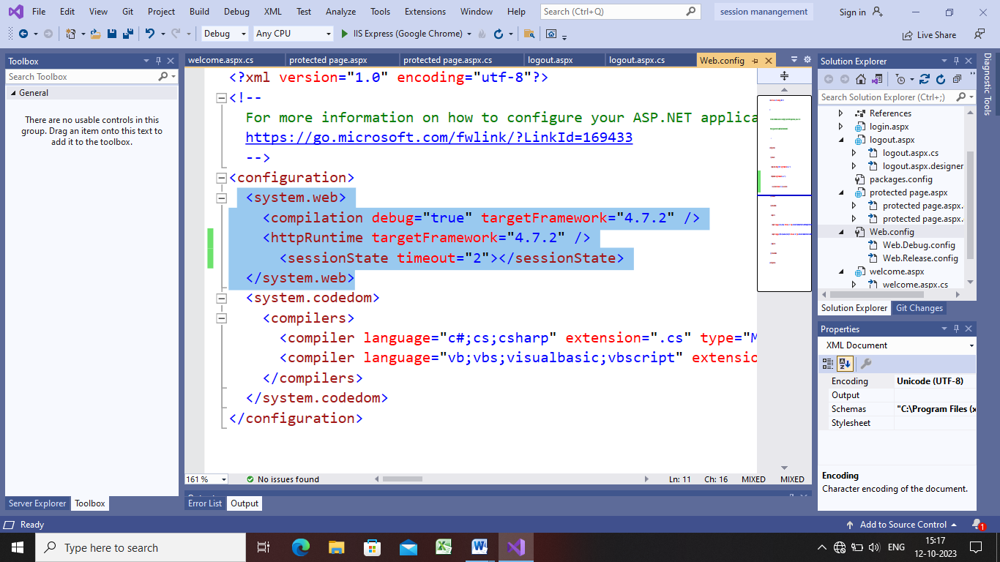 File Edit View Git Project Build Debug XML Test Analyze Tools Extensions Window Help Search (Ctrl+Q) session manangement Sign in
Debug Any CPU IIS Express (Google Chrome) Live Share
Toolbox
Search Toolbox
General
There are no usable controls in this
group. Drag an item onto this text to
add it to the toolbox.
Server Explorer Toolbox
welcome.aspx.cs protected page.aspx protected page.aspx.cs logout.aspx logout.aspx.cs Web.config
<?xml version="1.0" encoding="utf-8"?>
<!--
For more information on how to configure your ASP.NET applica
https://go.microsoft.com/fwlink/?LinkId=169433
-->
<configuration>
<system.web>
<compilation debug="true" targetFramework="4.7.2" />
<httpRuntime targetFramework="4.7.2" />
<sessionState timeout="2"></sessionState>
</system.web>
<system.codedom>
<compilers>
<compiler language="c#;cs;csharp" extension=".cs" type="M
<compiler language="vb;vbs;visualbasic;vbscript" extensio
</compilers>
</system.codedom>
</configuration>
161 % No issues found Ln: 11 Ch: 16 MIXED MIXED
Error List Output
Solution Explorer
Search Solution Explorer (Ctrl+;)
References
login.aspx
logout.aspx
logout.aspx.cs
logout.aspx.designer
packages.config
protected page.aspx
protected page.aspx.
protected page.aspx.
Web.config
Web.Debug.config
Web.Release.config
welcome.aspx
welcome.aspx.cs
Solution Explorer Git Changes
Properties
XML Document
Encoding Unicode (UTF-8)
Output
Schemas "C:\Program Files (x
Stylesheet
Encoding
Character encoding of the document.
Diagnostic Tools
Ready Add to Source Control 1
Type here to search ENG 15:17
12-10-2023